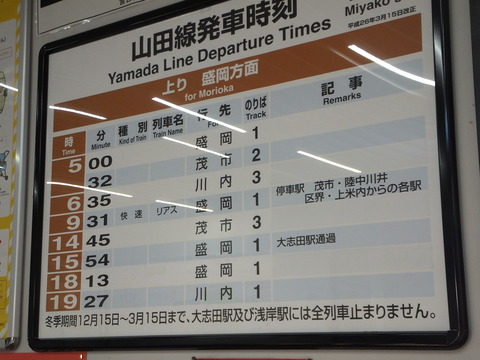 山田線発車時刻
Miyako S
Yamada Line Departure Times
平成26年3月15日改正
上り 盛岡方面
for Morioka
時 分 種 別 列車名 行 先 のりば 記 事
Time Minute Kind of Train Train Name For Track Remarks
5 00 盛岡 1
32 茂市 2
6 35 川内 3
9 31 快速 リアス 盛岡 1 停車駅 茂市・陸中川井
区界・上米内からの各駅
14 45 茂市 3
15 54 盛岡 1 大志田駅通過
18 13 盛岡 1
19 27 川内 1
冬季期間12月15日～3月15日まで、大志田駅及び浅岸駅には全列車止まりません。